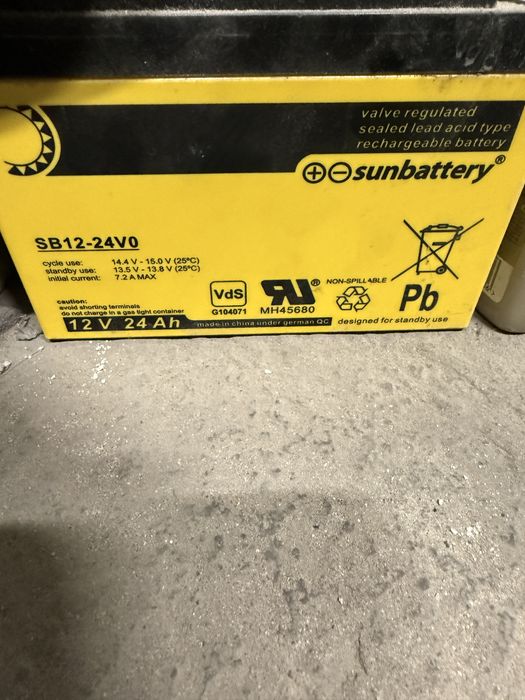 valve regulated
sealed lead acid type
rechargeable battery
sunbattery®
SB12-24V0
cycle use: 14.4 V - 15.0 V (25°C)
standby use: 13.5 V - 13.8 V (25°C)
initial current: 7.2 A MAX
caution:
avoid shorting terminals
do not charge in a gas tight container
VdS
G104071
RU®
MH45680
NON-SPILLABLE
Pb
12 V 24 Ah
made in china under german QC
designed for standby use